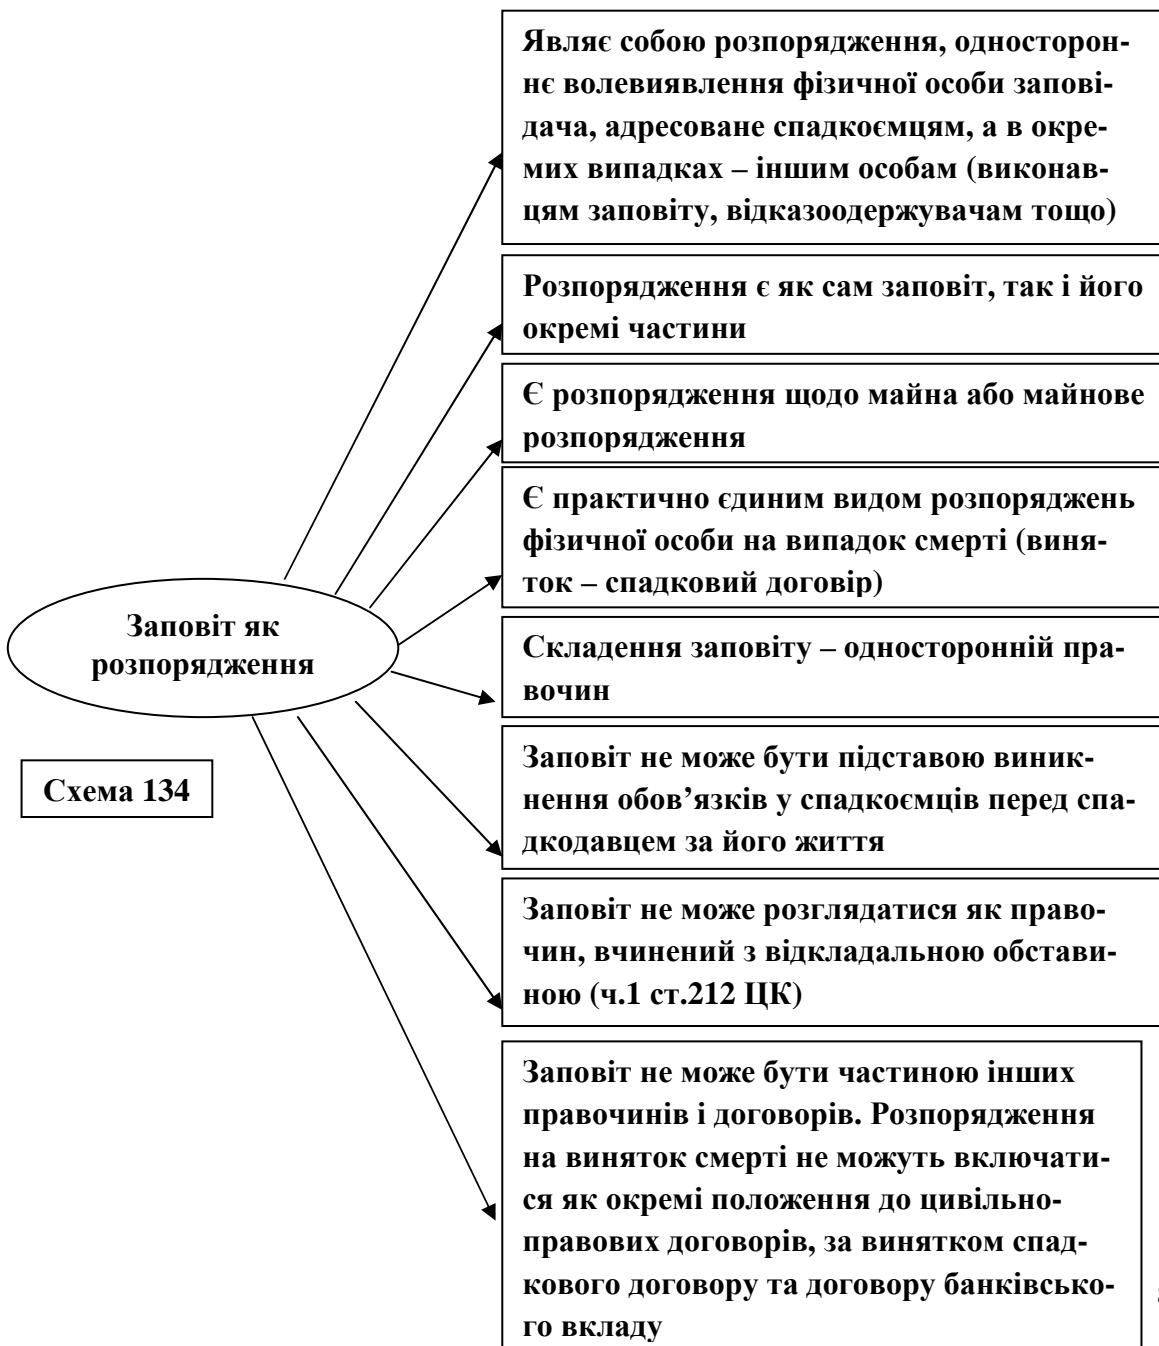 Являє собою розпорядження, односторон-
нє волевиявлення фізичної особи запові-
дача, адресоване спадкоємцям, а в окре-
мих випадках – іншим особам (виконав-
цям заповіту, відказоодержувачам тощо)
Розпорядження є як сам заповіт, так і його
окремі частини
Є розпорядження щодо майна або майнове
розпорядження
Є практично єдиним видом розпоряджень
фізичної особи на випадок смерті (виня-
ток – спадковий договір)
Заповіт як
розпорядження
Складення заповіту – односторонній пра-
вочин
Схема 134
Заповіт не може бути підставою виник-
нення обов’язків у спадкоємців перед спа-
дкодавцем за його життя
Заповіт не може розглядатися як право-
чин, вчинений з відкладальною обстави-
ною (ч.1 ст.212 ЦК)
Заповіт не може бути частиною інших
правочинів і договорів. Розпорядження
на виняток смерті не можуть включати-
ся як окремі положення до цивільно-
правових договорів, за винятком спад-
кового договору та договору банківсько-
го вкладу